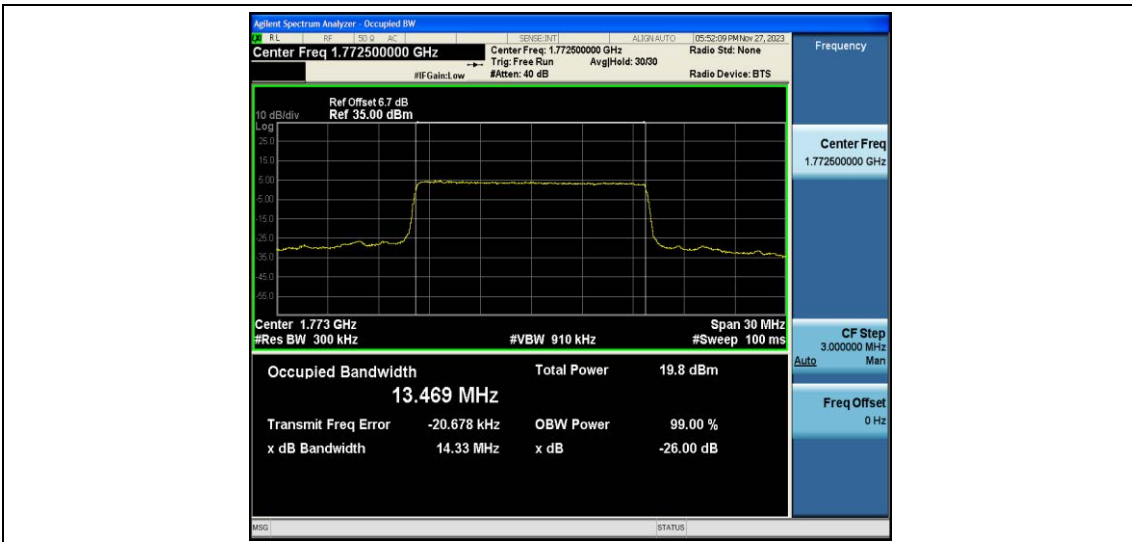 Agilent Spectrum Analyzer - Occupied BW
RL RF 50 Ω AC SENSE:INT ALIGN AUTO 05:52:09 PM Nov 27, 2023
Center Freq 1.772500000 GHz
Center Freq: 1.772500000 GHz
Radio Std: None
Trig: Free Run Avg|Hold: 30/30
#IFGain:Low #Atten: 40 dB Radio Device: BTS
Ref Offset 6.7 dB
10 dB/div Ref 35.00 dBm
Log
25.0
15.0
5.00
-5.00
-15.0
-25.0
-35.0
-45.0
-55.0
Center 1.773 GHz Span 30 MHz
#Res BW 300 kHz #VBW 910 kHz #Sweep 100 ms
Occupied Bandwidth Total Power 19.8 dBm
13.469 MHz
Transmit Freq Error -20.678 kHz OBW Power 99.00 %
x dB Bandwidth 14.33 MHz x dB -26.00 dB
MSG STATUS
Frequency
Center Freq
1.772500000 GHz
CF Step
3.000000 MHz
Auto Man
Freq Offset
0 Hz